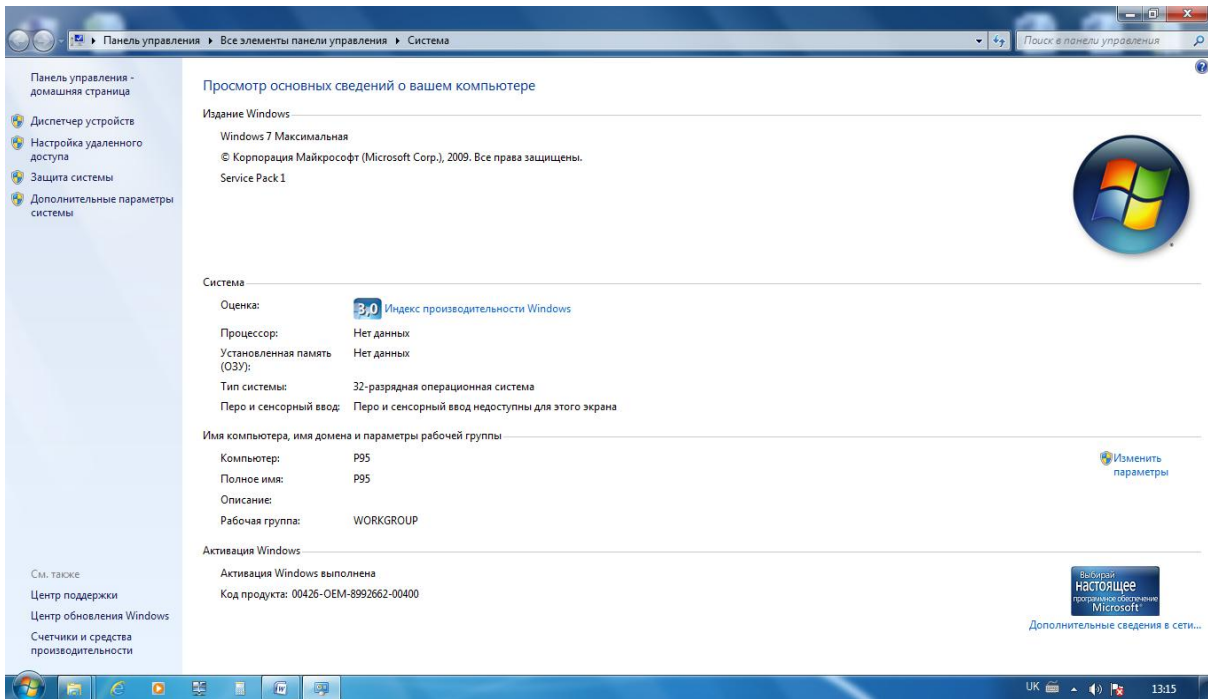 Панель управления ▸ Все элементы панели управления ▸ Система
Поиск в панели управления
Панель управления -
домашняя страница
Диспетчер устройств
Настройка удаленного
доступа
Защита системы
Дополнительные параметры
системы
Просмотр основных сведений о вашем компьютере
Издание Windows
Windows 7 Максимальная
© Корпорация Майкрософт (Microsoft Corp.), 2009. Все права защищены.
Service Pack 1
Система
Оценка: 3,0 Индекс производительности Windows
Процессор: Нет данных
Установленная память Нет данных
(ОЗУ):
Тип системы: 32-разрядная операционная система
Перо и сенсорный ввод: Перо и сенсорный ввод недоступны для этого экрана
Имя компьютера, имя домена и параметры рабочей группы
Компьютер: P95
Полное имя: P95
Описание:
Рабочая группа: WORKGROUP
Изменить
параметры
Активация Windows
Активация Windows выполнена
Код продукта: 00426-OEM-8992662-00400
Выбирай
настоящее
программное обеспечение
Microsoft
Дополнительные сведения в сети...
См. также
Центр поддержки
Центр обновления Windows
Счетчики и средства
производительности
UK 13:15